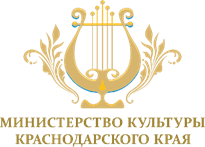 МИНИСТЕРСТВО КУЛЬТУРЫ
КРАСНОДАРСКОГО КРАЯ